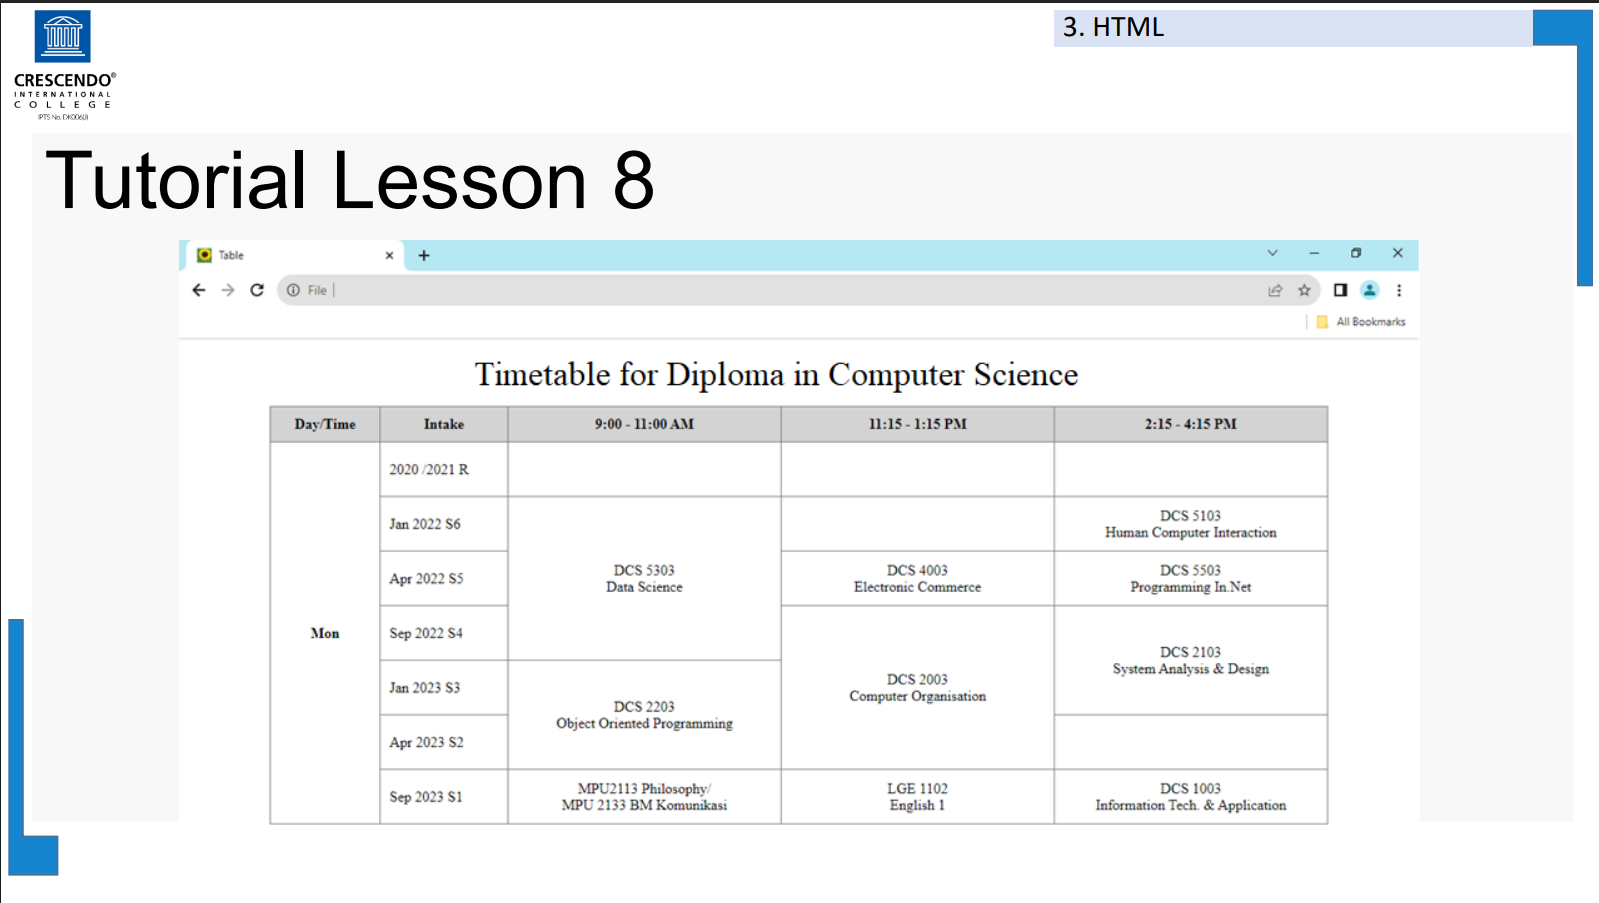 CRESCENDO®
INTERNATIONAL
COLLEGE
IPTS No. DK006(J)
3. HTML
Tutorial Lesson 8
Table
File
All Bookmarks
Timetable for Diploma in Computer Science
Day/Time Intake 9:00 - 11:00 AM 11:15 - 1:15 PM 2:15 - 4:15 PM
Mon
2020 /2021 R
Jan 2022 S6
DCS 5103
Human Computer Interaction
Apr 2022 S5
DCS 5303
Data Science
DCS 4003
Electronic Commerce
DCS 5503
Programming In.Net
Sep 2022 S4
DCS 2103
System Analysis & Design
Jan 2023 S3
DCS 2003
Computer Organisation
DCS 2203
Object Oriented Programming
Apr 2023 S2
Sep 2023 S1
MPU2113 Philosophy/
MPU 2133 BM Komunikasi
LGE 1102
English 1
DCS 1003
Information Tech. & Application